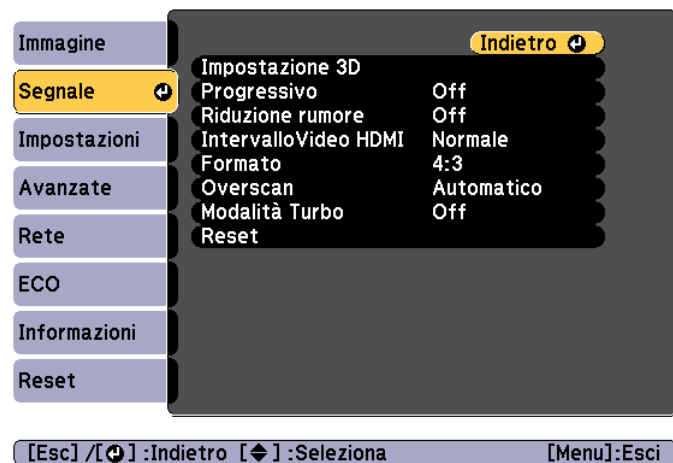 Immagine
Segnale
Impostazioni
Avanzate
Rete
ECO
Informazioni
Reset
Indietro
Impostazione 3D
Progressivo Off
Riduzione rumore Off
IntervalloVideo HDMI Normale
Formato 4:3
Overscan Automatico
Modalità Turbo Off
Reset
[Esc] /[ ] :Indietro [ ] :Seleziona [Menu]:Esci